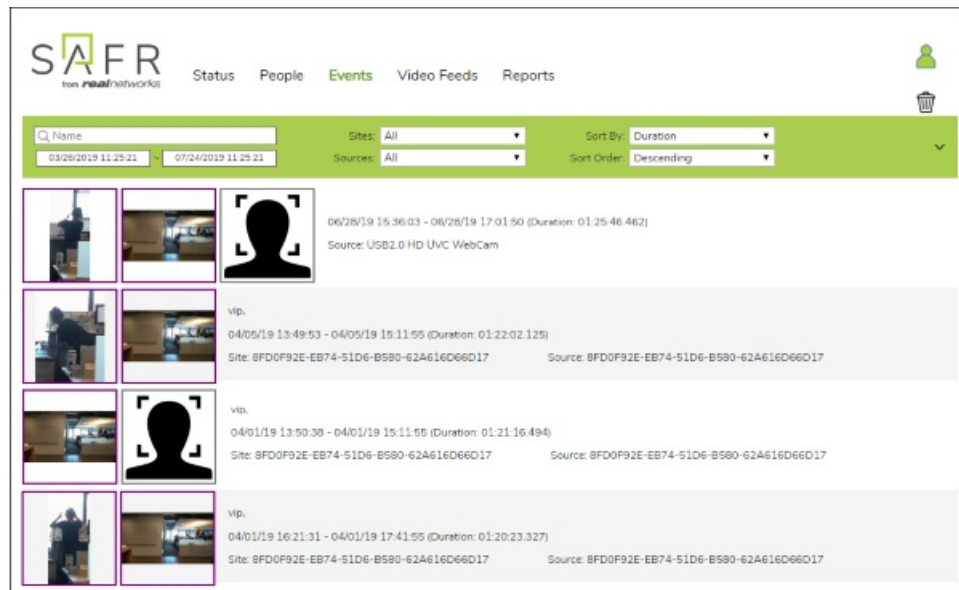 SAFR
from realnetworks
Status People Events Video Feeds Reports
Name Sites: All Sort By: Duration
03/26/2019 11:25:21 ~ 07/24/2019 11:25:21 Sources: All Sort Order: Descending
06/28/19 15:36:03 - 06/28/19 17:01:50 (Duration: 01:25:46.462)
Source: USB2.0 HD UVC WebCam
vip,
04/05/19 13:49:53 - 04/05/19 15:11:55 (Duration: 01:22:02.125)
Site: 8FD0F92E-EB74-51D6-B580-62A616D66D17 Source: 8FD0F92E-EB74-51D6-B580-62A616D66D17
vip,
04/01/19 13:50:38 - 04/01/19 15:11:55 (Duration: 01:21:16.494)
Site: 8FD0F92E-EB74-51D6-B580-62A616D66D17 Source: 8FD0F92E-EB74-51D6-B580-62A616D66D17
vip,
04/01/19 16:21:31 - 04/01/19 17:41:55 (Duration: 01:20:23.327)
Site: 8FD0F92E-EB74-51D6-B580-62A616D66D17 Source: 8FD0F92E-EB74-51D6-B580-62A616D66D17